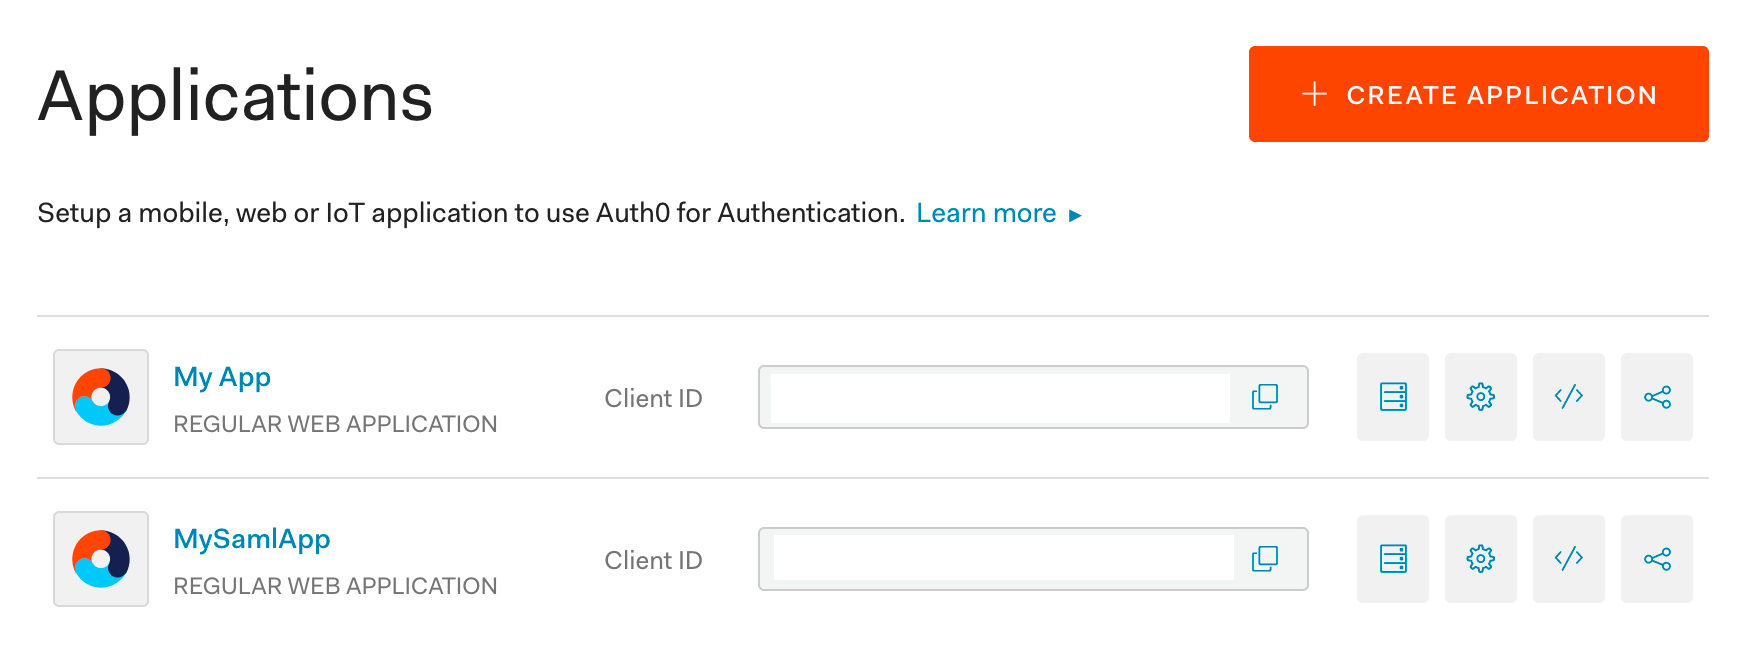 Applications
+ CREATE APPLICATION
Setup a mobile, web or IoT application to use Auth0 for Authentication. Learn more ▸
My App
REGULAR WEB APPLICATION
Client ID
MySamlApp
REGULAR WEB APPLICATION
Client ID